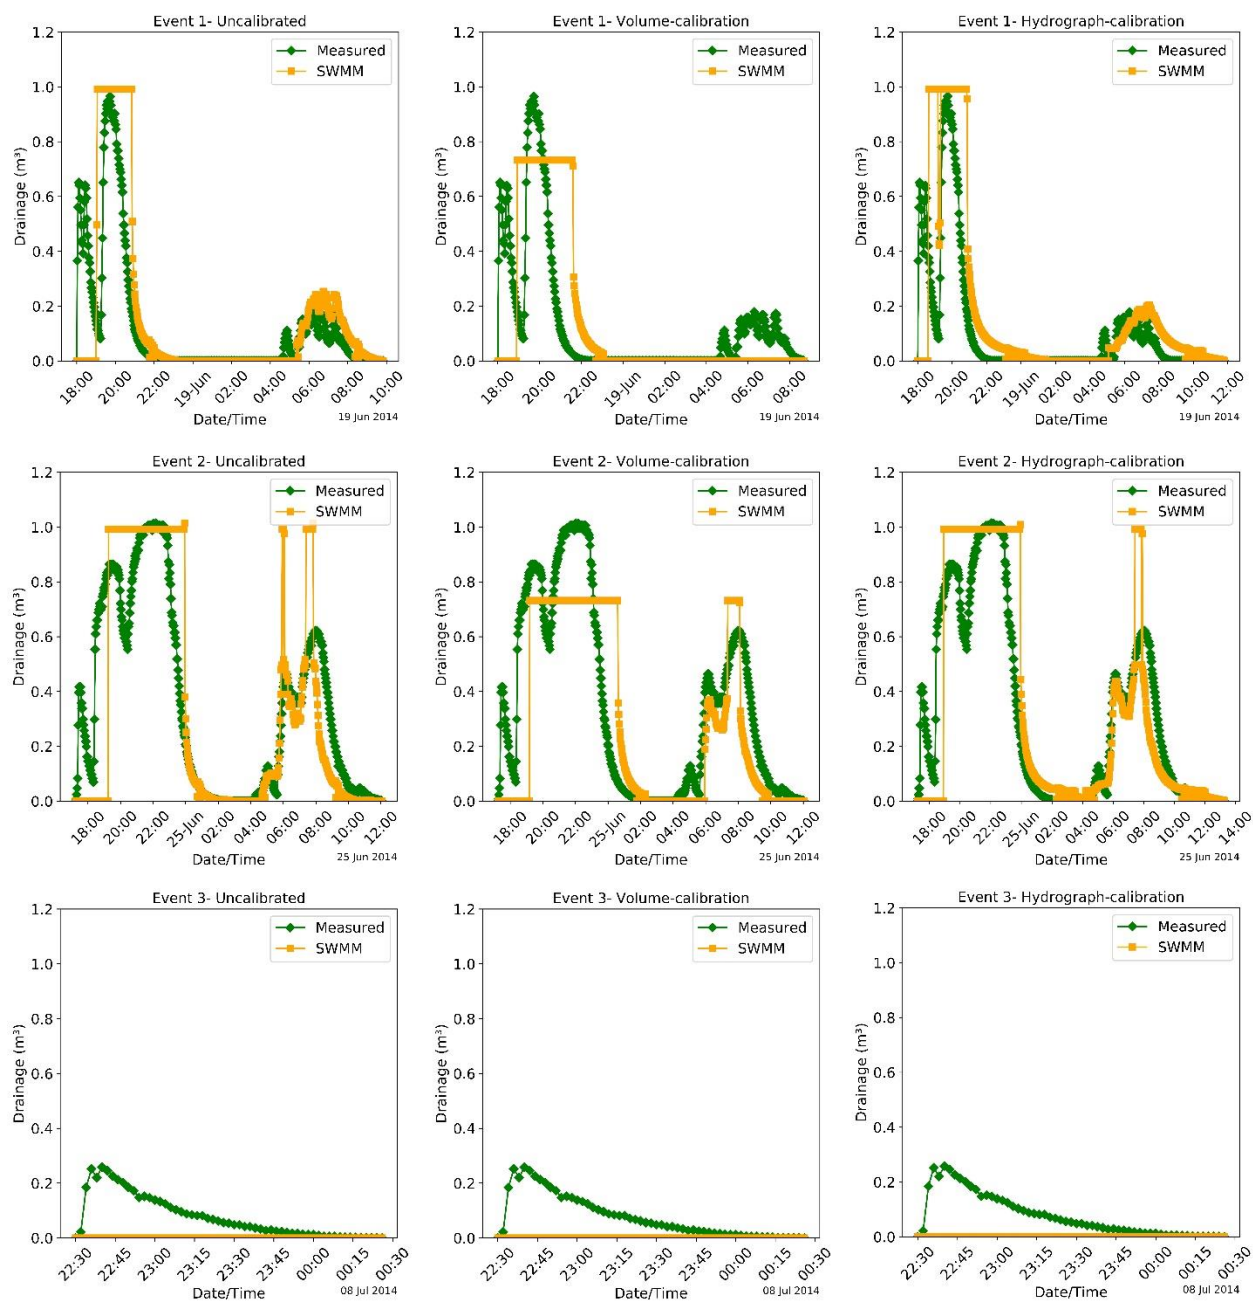 Event 1- Uncalibrated
1.2
1.0
0.8
0.6
0.4
0.2
0.0
Drainage (m³)
Measured
SWMM
18:00
20:00
22:00
19-Jun
02:00
04:00
06:00
08:00
10:00
Date/Time
19 Jun 2014
Event 1- Volume-calibration
1.2
1.0
0.8
0.6
0.4
0.2
0.0
Drainage (m³)
Measured
SWMM
18:00
20:00
22:00
19-Jun
02:00
04:00
06:00
08:00
Date/Time
19 Jun 2014
Event 1- Hydrograph-calibration
1.2
1.0
0.8
0.6
0.4
0.2
0.0
Drainage (m³)
Measured
SWMM
18:00
20:00
22:00
19-Jun
02:00
04:00
06:00
08:00
10:00
12:00
Date/Time
19 Jun 2014
Event 2- Uncalibrated
1.2
1.0
0.8
0.6
0.4
0.2
0.0
Drainage (m³)
Measured
SWMM
18:00
20:00
22:00
25-Jun
02:00
04:00
06:00
08:00
10:00
12:00
Date/Time
25 Jun 2014
Event 2- Volume-calibration
1.2
1.0
0.8
0.6
0.4
0.2
0.0
Drainage (m³)
Measured
SWMM
18:00
20:00
22:00
25-Jun
02:00
04:00
06:00
08:00
10:00
12:00
Date/Time
25 Jun 2014
Event 2- Hydrograph-calibration
1.2
1.0
0.8
0.6
0.4
0.2
0.0
Drainage (m³)
Measured
SWMM
18:00
20:00
22:00
25-Jun
02:00
04:00
06:00
08:00
10:00
12:00
14:00
Date/Time
25 Jun 2014
Event 3- Uncalibrated
1.2
1.0
0.8
0.6
0.4
0.2
0.0
Drainage (m³)
Measured
SWMM
22:30
22:45
23:00
23:15
23:30
23:45
00:00
00:15
00:30
Date/Time
08 Jul 2014
Event 3- Volume-calibration
1.2
1.0
0.8
0.6
0.4
0.2
0.0
Drainage (m³)
Measured
SWMM
22:30
22:45
23:00
23:15
23:30
23:45
00:00
00:15
00:30
Date/Time
08 Jul 2014
Event 3- Hydrograph-calibration
1.2
1.0
0.8
0.6
0.4
0.2
0.0
Drainage (m³)
Measured
SWMM
22:30
22:45
23:00
23:15
23:30
23:45
00:00
00:15
00:30
Date/Time
08 Jul 2014